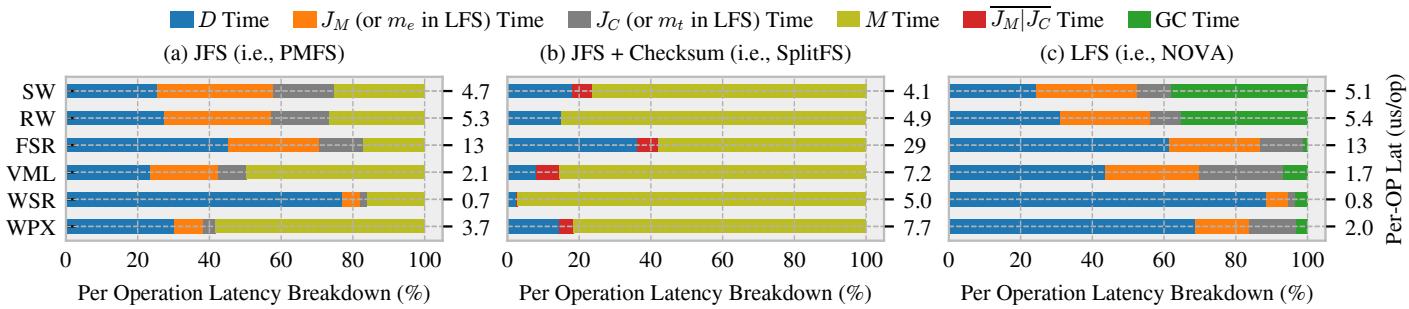 D Time J_M (or m_e in LFS) Time J_C (or m_t in LFS) Time M Time \overline{J_M|J_C} Time GC Time
(a) JFS (i.e., PMFS) (b) JFS + Checksum (i.e., SplitFS) (c) LFS (i.e., NOVA)
SW 4.7 4.1 5.1
RW 5.3 4.9 5.4
FSR 13 29 13
VML 2.1 7.2 1.7
WSR 0.7 5.0 0.8
WPX 3.7 7.7 2.0
Per-OP Lat (us/op)
0 20 40 60 80 100 0 20 40 60 80 100 0 20 40 60 80 100
Per Operation Latency Breakdown (%) Per Operation Latency Breakdown (%) Per Operation Latency Breakdown (%)